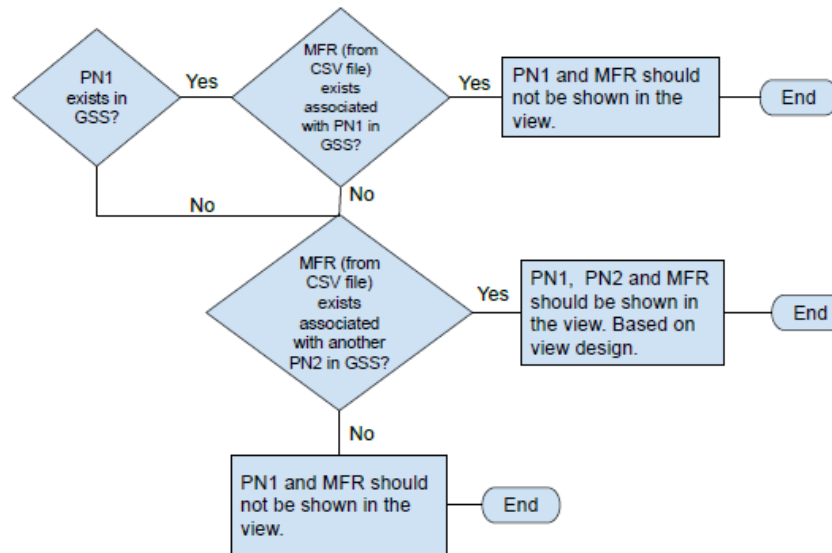 PN1
exists in
GSS?
Yes
MFR (from
CSV file)
exists
associated
with PN1 in
GSS?
Yes
PN1 and MFR should
not be shown in the
view.
End
No
No
MFR (from
CSV file)
exists
associated
with another
PN2 in GSS?
Yes
PN1,  PN2 and MFR
should be shown in
the view. Based on
view design.
End
No
PN1 and MFR should
not be shown in the
view.
End